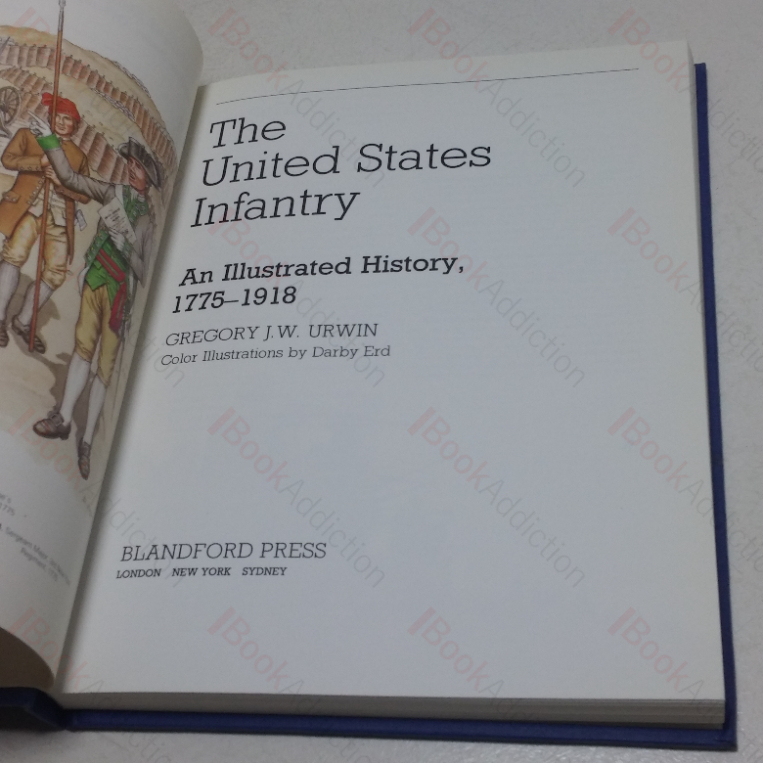 The
United States
Infantry
An Illustrated History,
1775–1918
GREGORY J.W. URWIN
Color Illustrations by Darby Erd
BLANDFORD PRESS
LONDON NEW YORK SYDNEY
BookAddiction